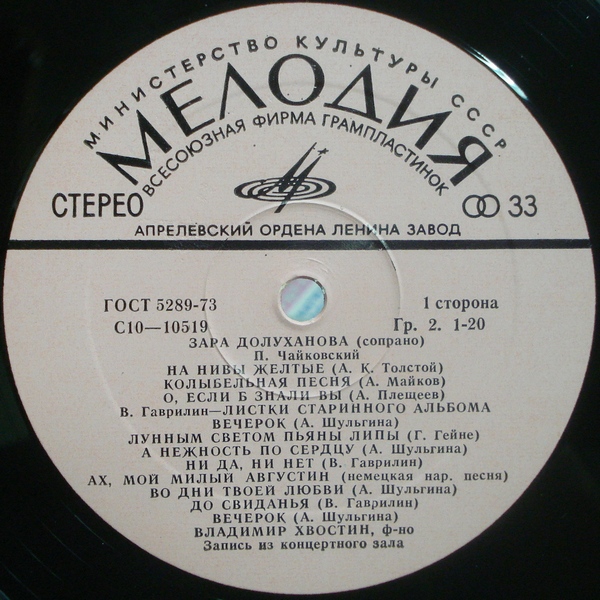 МИНИСТЕРСТВО КУЛЬТУРЫ СССР
МЕЛОДИЯ
ВСЕСОЮЗНАЯ ФИРМА ГРАМПЛАСТИНОК
СТЕРЕО
33
АПРЕЛЕВСКИЙ ОРДЕНА ЛЕНИНА ЗАВОД
ГОСТ 5289-73
1 сторона
С10—10519
Гр. 2. 1-20
ЗАРА ДОЛУХАНОВА (сопрано)
П. Чайковский
НА НИВЫ ЖЕЛТЫЕ (А. К. Толстой)
КОЛЫБЕЛЬНАЯ ПЕСНЯ (А. Майков)
О, ЕСЛИ Б ЗНАЛИ ВЫ (А. Плещеев)
В. Гаврилин—ЛИСТКИ СТАРИННОГО АЛЬБОМА
ВЕЧЕРОК (А. Шульгина)
ЛУННЫМ СВЕТОМ ПЬЯНЫ ЛИПЫ (Г. Гейне)
А НЕЖНОСТЬ ПО СЕРДЦУ (А. Шульгина)
НИ ДА, НИ НЕТ (В. Гаврилин)
АХ, МОЙ МИЛЫЙ АВГУСТИН (немецкая нар. песня)
ВО ДНИ ТВОЕЙ ЛЮБВИ (А. Шульгина)
ДО СВИДАНЬЯ (В. Гаврилин)
ВЕЧЕРОК (А. Шульгина)
ВЛАДИМИР ХВОСТИН, ф-но
Запись из концертного зала